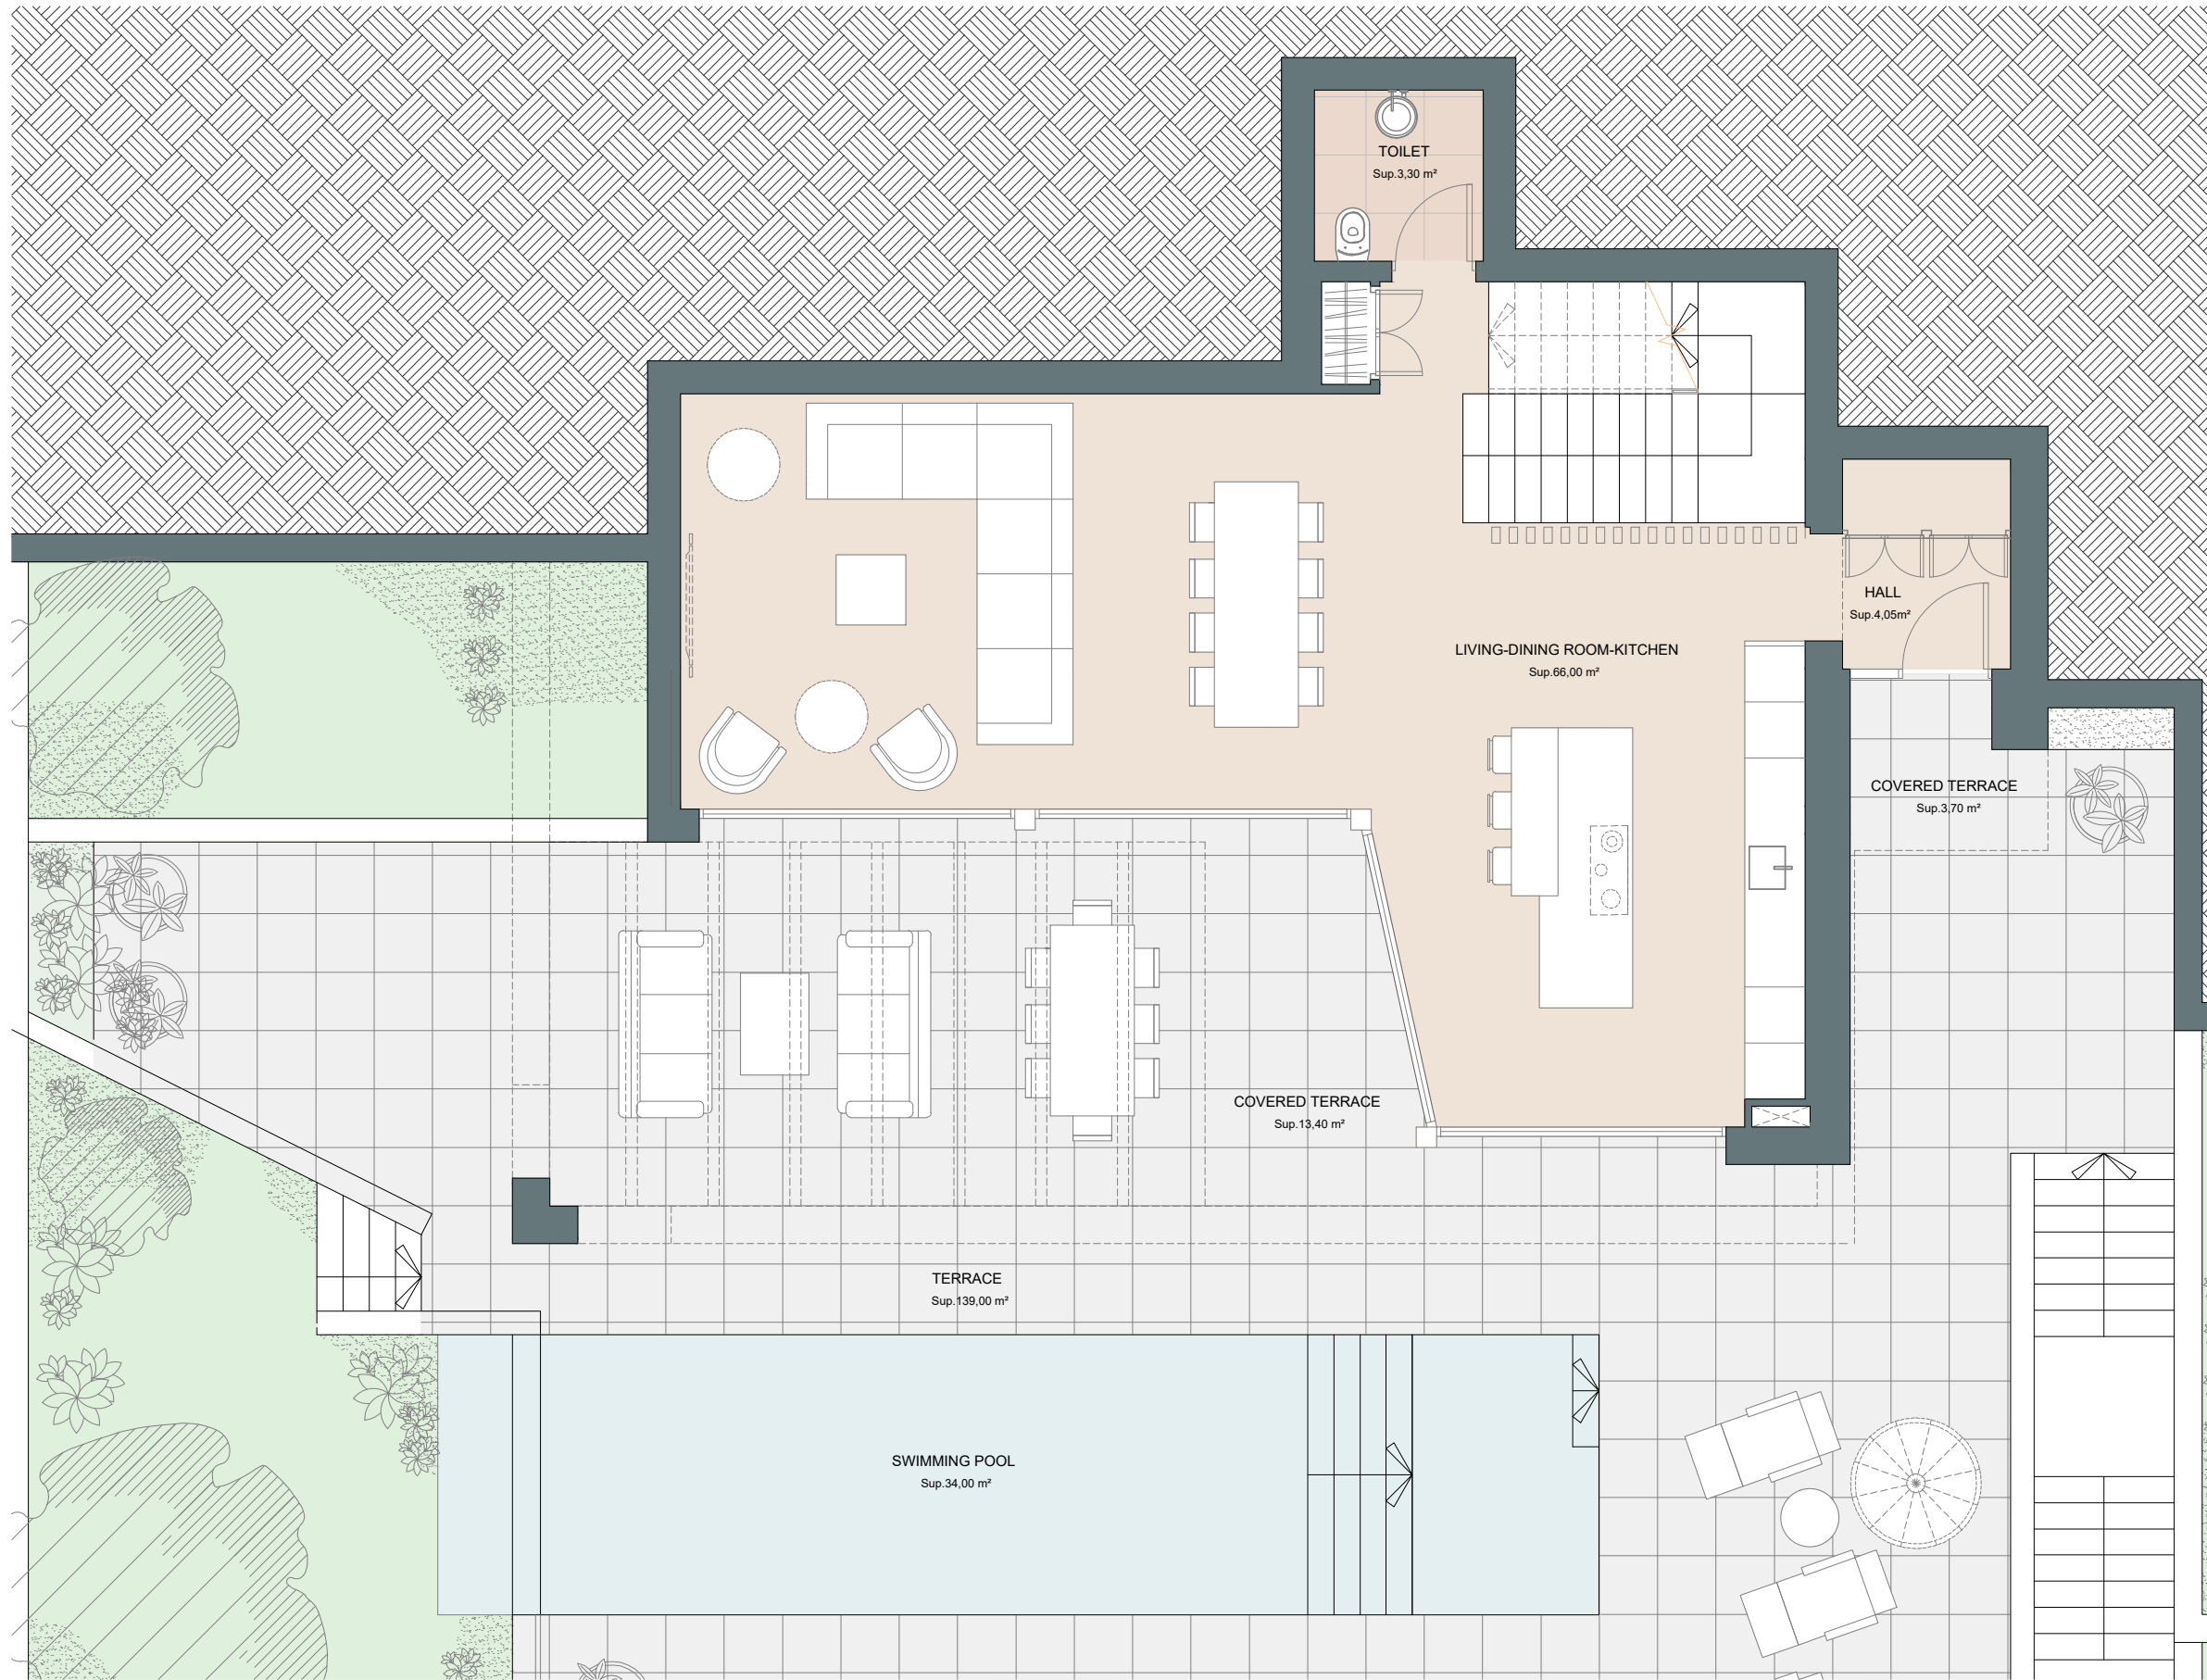 TOILET
Sup.3,30 m²
HALL
Sup.4,05m²
LIVING-DINING ROOM-KITCHEN
Sup.66,00 m²
COVERED TERRACE
Sup.3,70 m²
COVERED TERRACE
Sup.13,40 m²
TERRACE
Sup.139,00 m²
SWIMMING POOL
Sup.34,00 m²